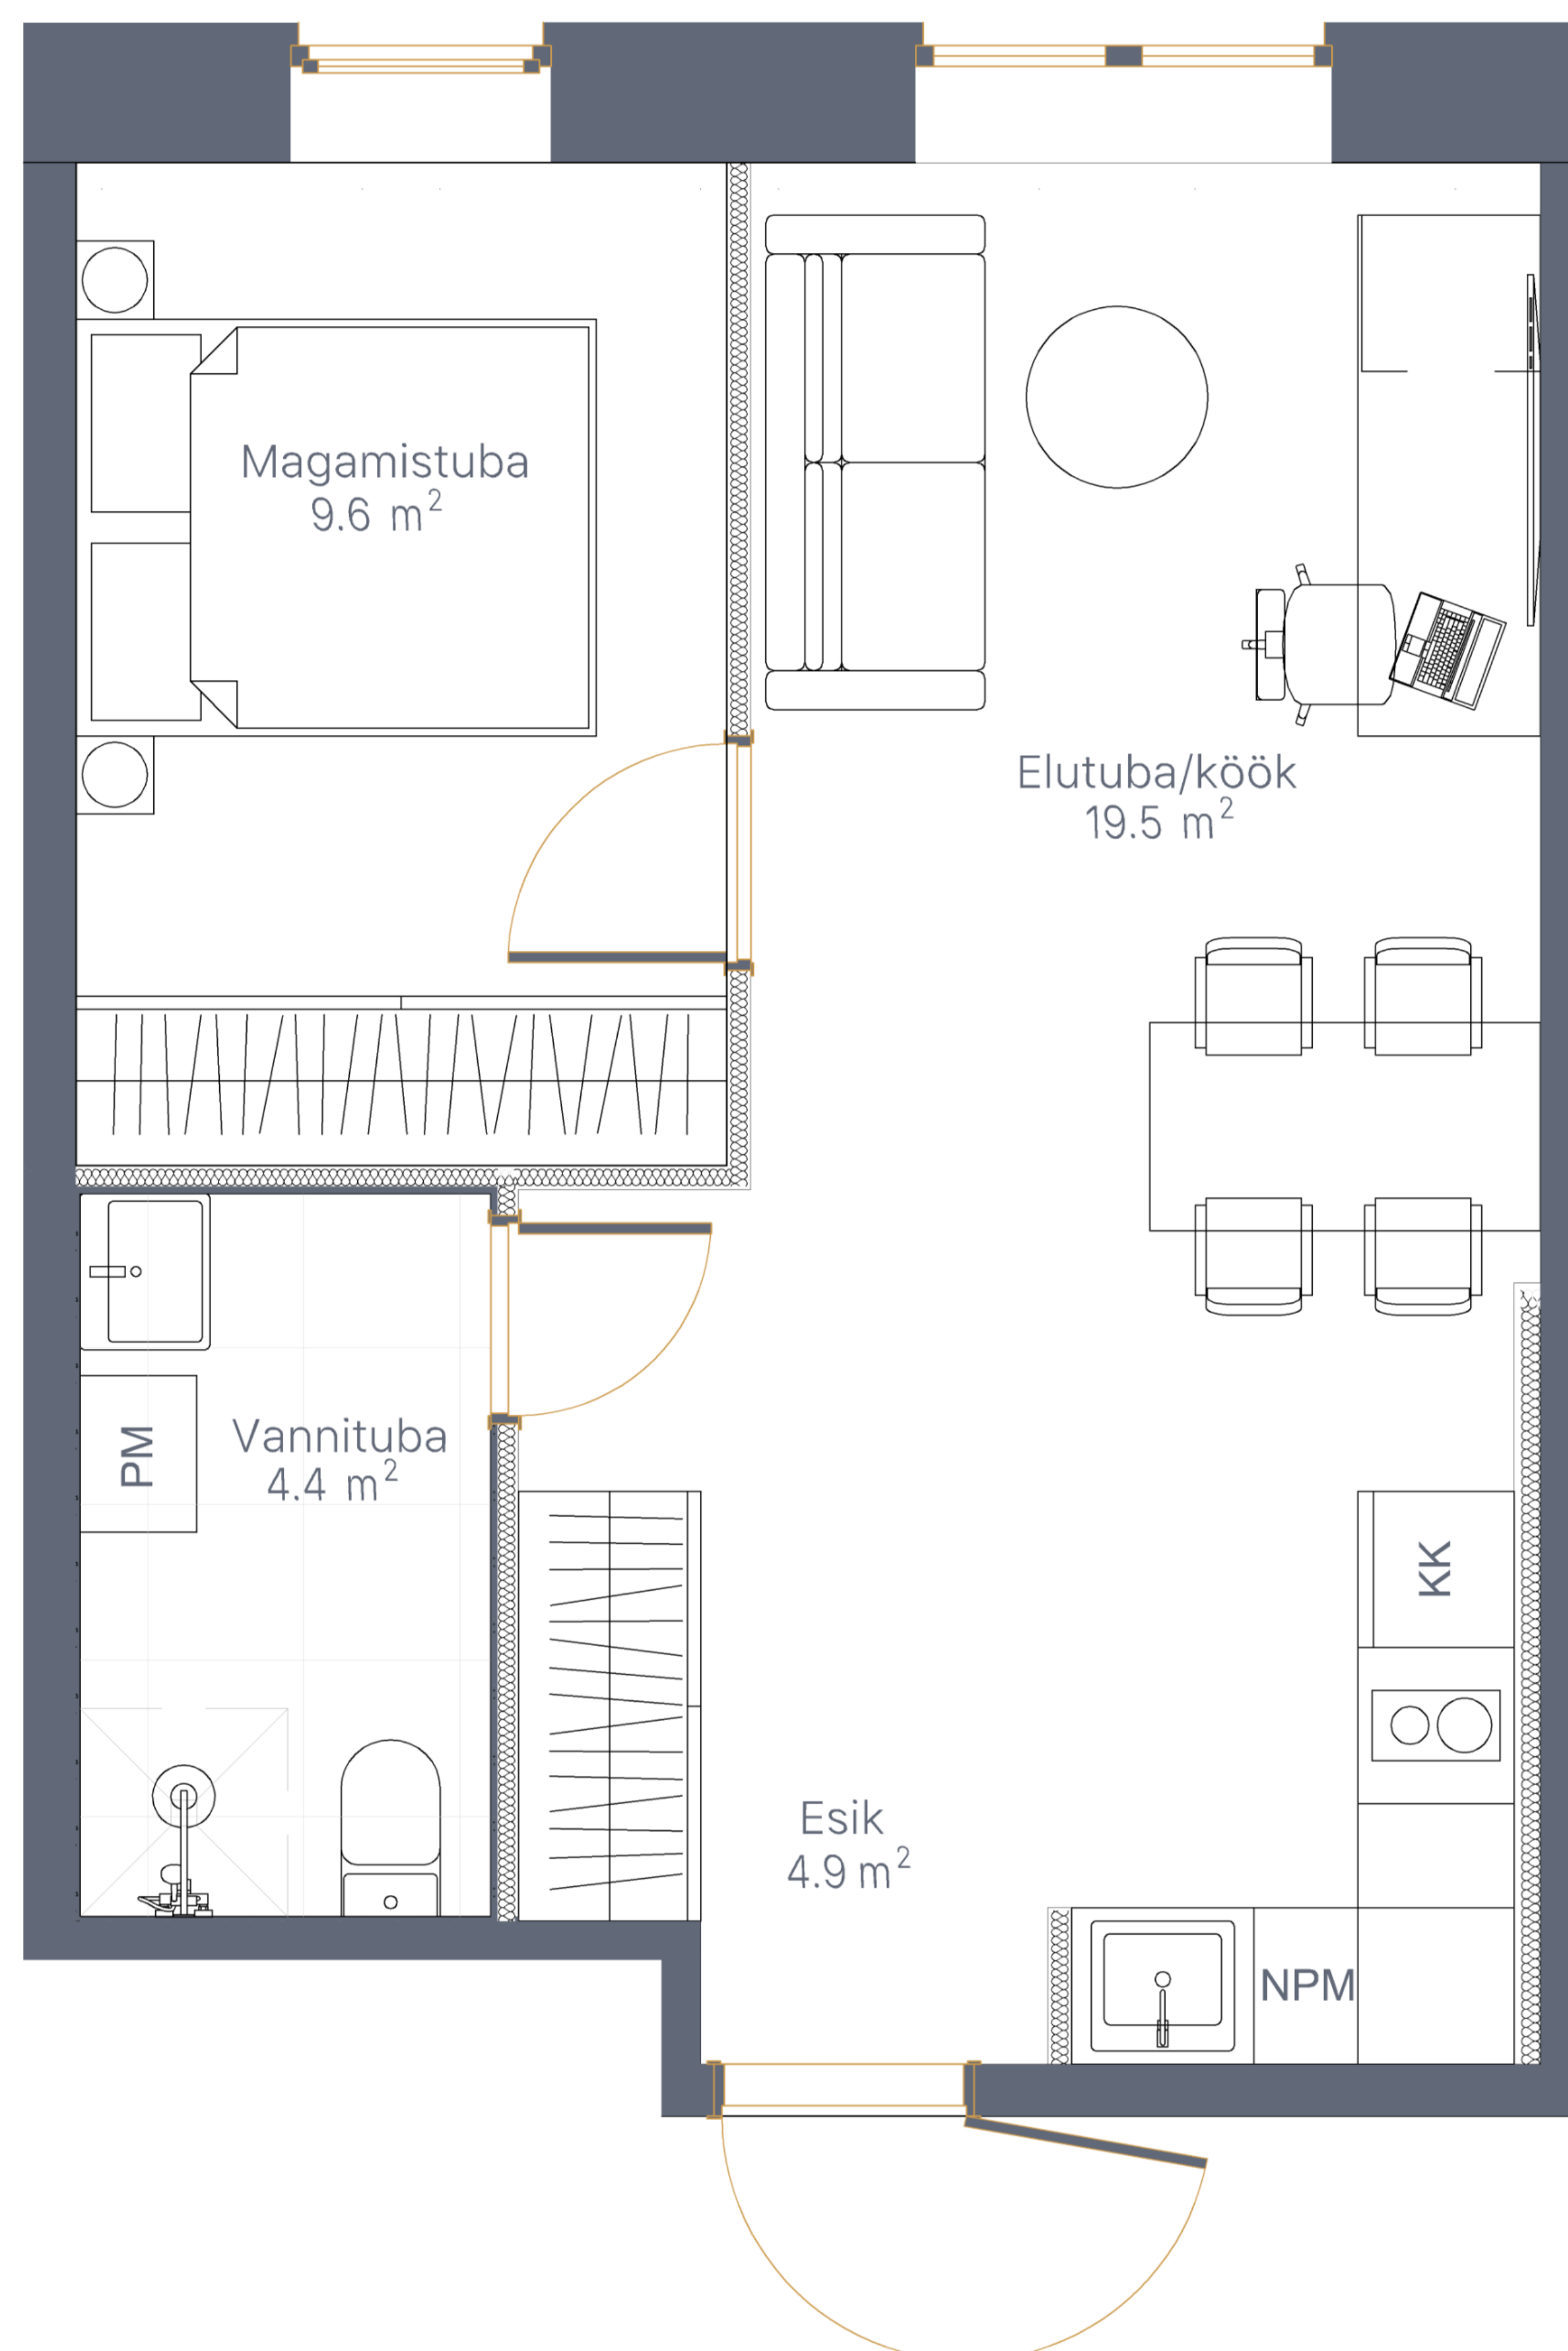 Magamistuba
9.6 m²
Elutuba/köök
19.5 m²
Vannituba
4.4 m²
PM
KK
Esik
4.9 m²
NPM